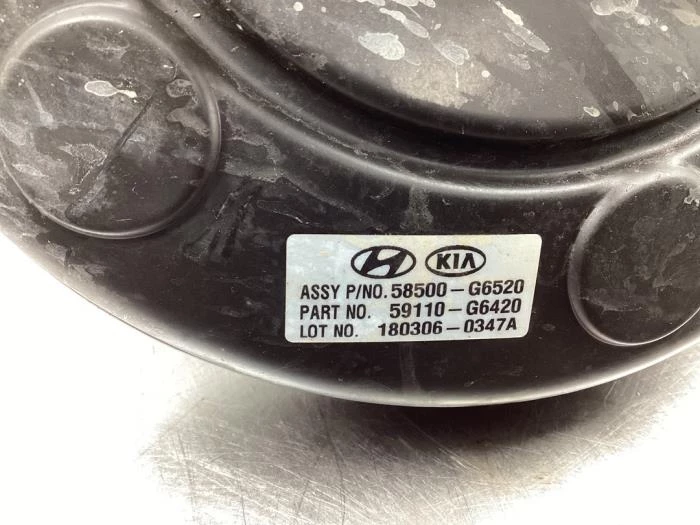 KIA
ASSY P/NO. 58500-G6520
PART NO. 59110-G6420
LOT NO. 180306-0347A